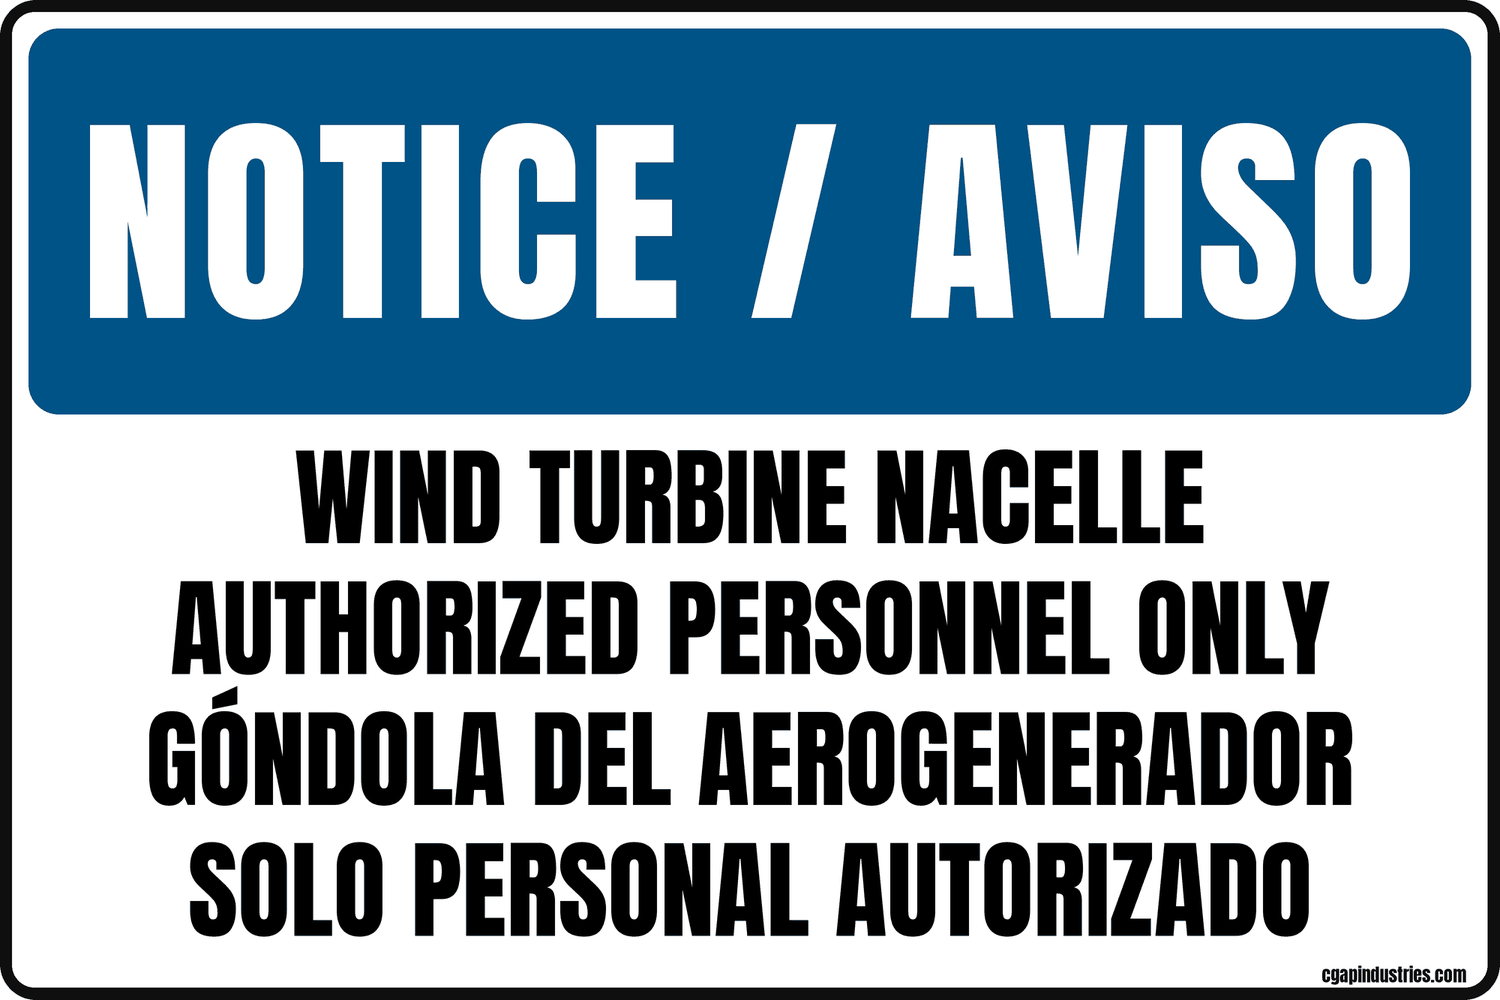 NOTICE / AVISO
WIND TURBINE NACELLE
AUTHORIZED PERSONNEL ONLY
GÓNDOLA DEL AEROGENERADOR
SOLO PERSONAL AUTORIZADO
cgapindustries.com